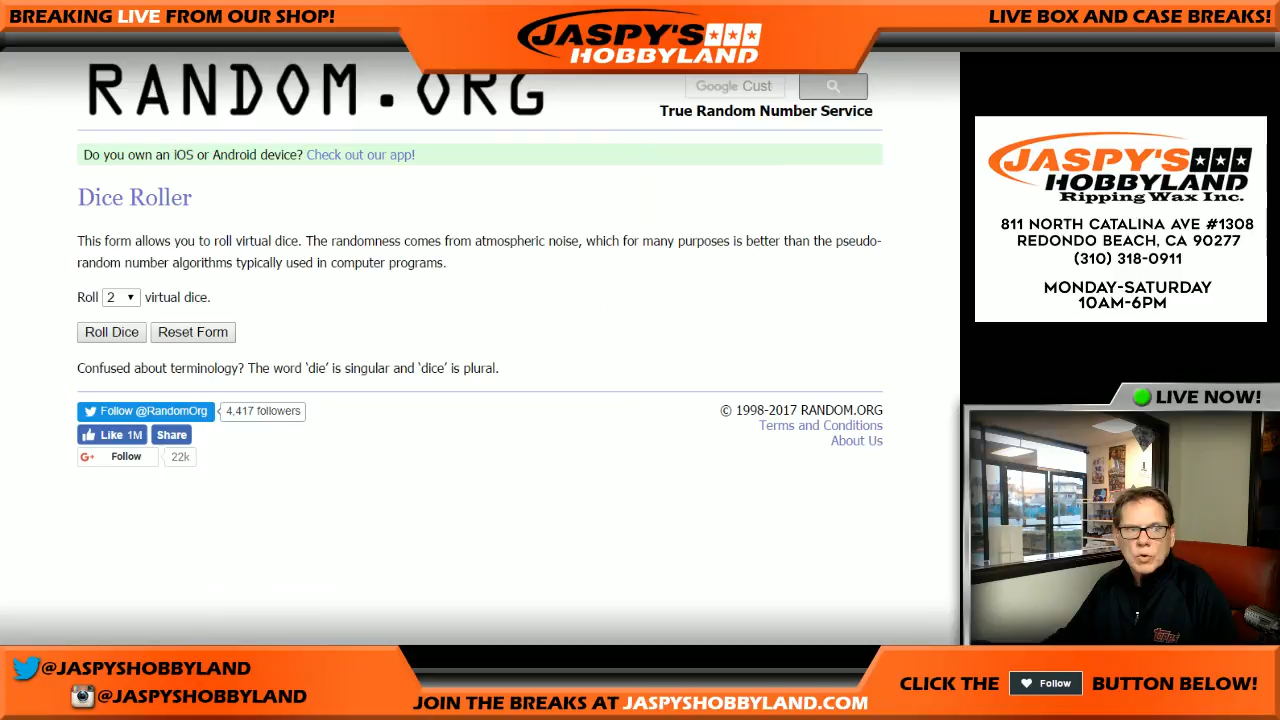 BREAKING LIVE FROM OUR SHOP!
JASPY'S
HOBBYLAND
LIVE BOX AND CASE BREAKS!
RANDOM.ORG
Google Cust
True Random Number Service
Do you own an iOS or Android device? Check out our app!
Dice Roller
This form allows you to roll virtual dice. The randomness comes from atmospheric noise, which for many purposes is better than the pseudo-
random number algorithms typically used in computer programs.
Roll 2 virtual dice.
Roll Dice Reset Form
Confused about terminology? The word ‘die’ is singular and ‘dice’ is plural.
Follow @RandomOrg 4,417 followers
Like 1M Share
G+ Follow 22k
© 1998-2017 RANDOM.ORG
Terms and Conditions
About Us
JASPY'S
HOBBYLAND
Ripping Wax Inc.
811 NORTH CATALINA AVE #1308
REDONDO BEACH, CA 90277
(310) 318-0911
MONDAY-SATURDAY
10AM-6PM
LIVE NOW!
Topps
@JASPYSHOBBYLAND
@JASPYSHOBBYLAND
JOIN THE BREAKS AT JASPYSHOBBYLAND.COM
CLICK THE Follow BUTTON BELOW!